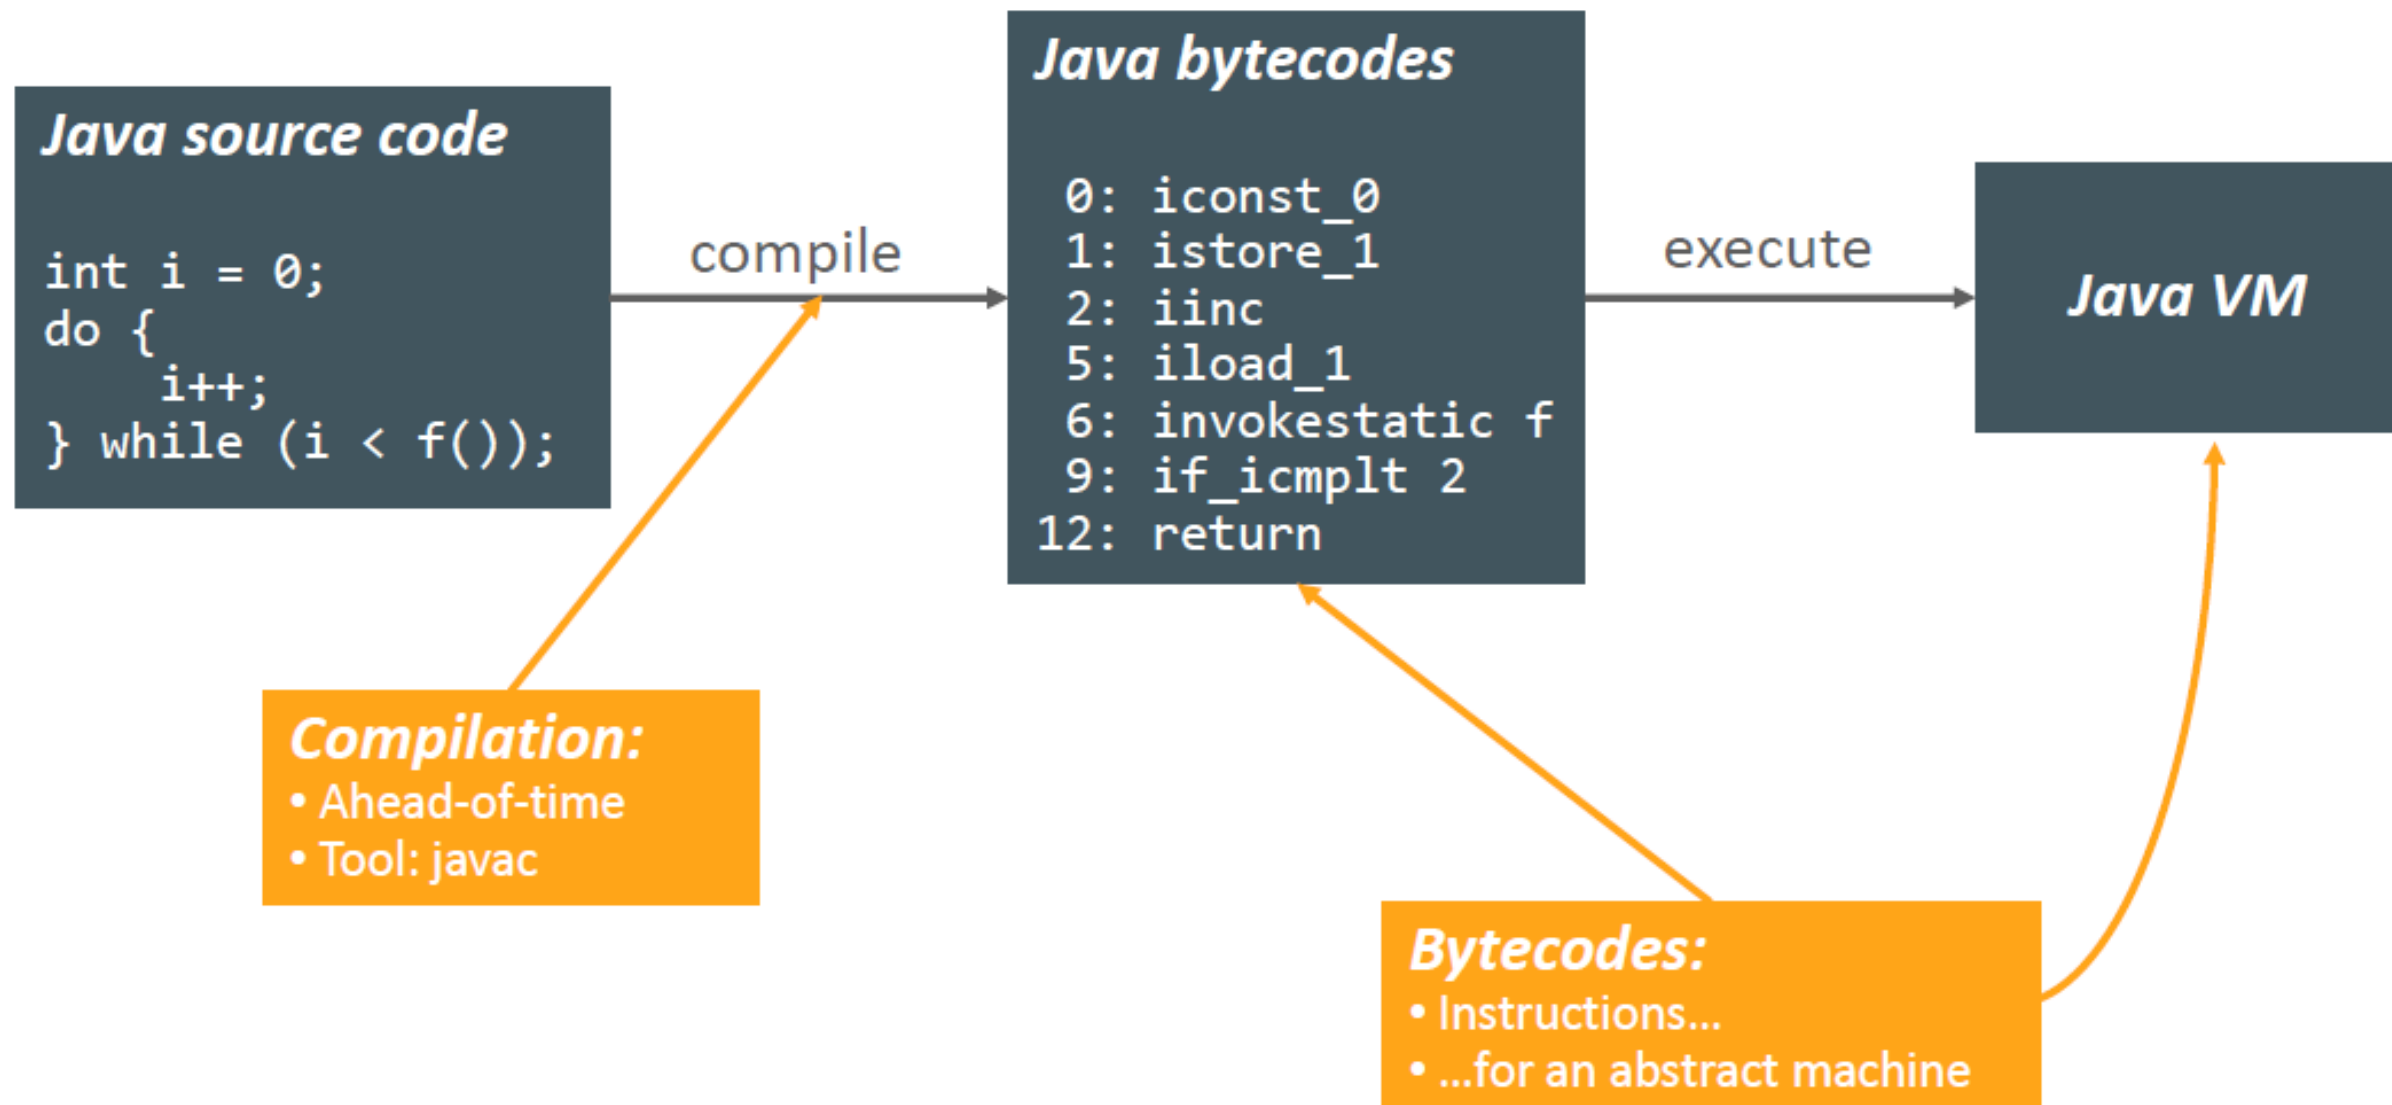 Java source code
int i = 0;
do {
    i++;
} while (i < f());
compile
Java bytecodes
0: iconst_0
1: istore_1
2: iinc
5: iload_1
6: invokestatic f
9: if_icmplt 2
12: return
execute
Java VM
Compilation:
• Ahead-of-time
• Tool: javac
Bytecodes:
• Instructions…
• …for an abstract machine